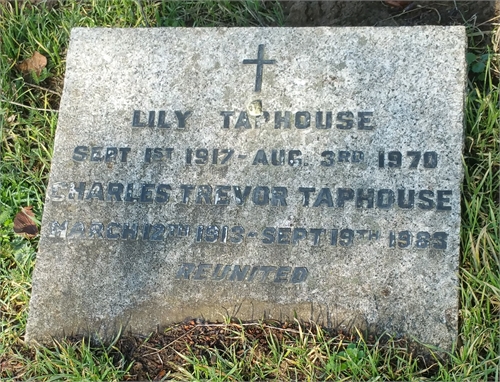 LILY TAPHOUSE
SEPT 1ST 1917 - AUG. 3RD 1970
CHARLES TREVOR TAPHOUSE
MARCH 12TH 1913 - SEPT 19TH 1983
REUNITED